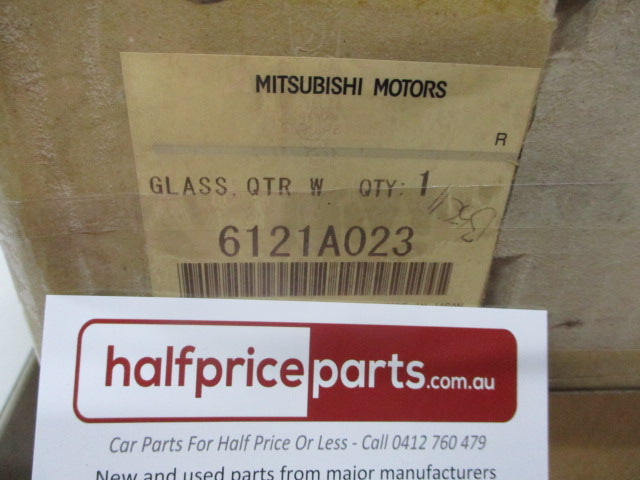 MITSUBISHI MOTORS
R
GLASS, QTR W QTY: 1
6121A023
halfpriceparts.com.au
Car Parts For Half Price Or Less - Call 0412 760 479
New and used parts from major manufacturers